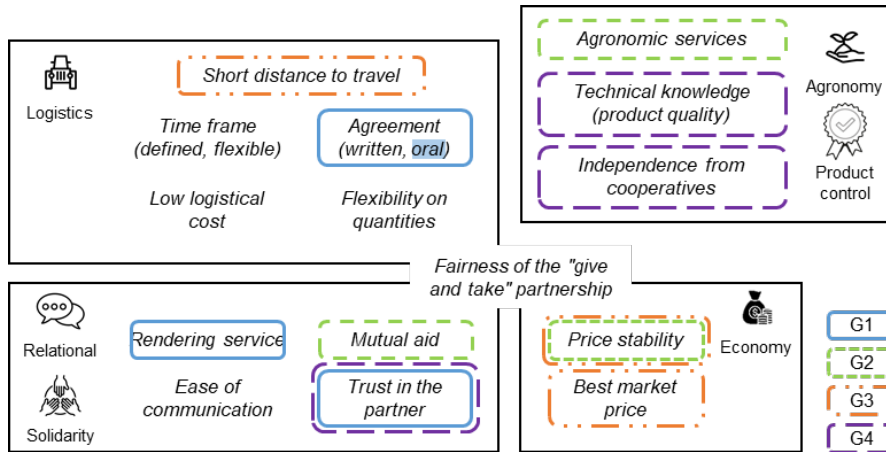 Logistics
Short distance to travel
Time frame
(defined, flexible)
Agreement
(written, oral)
Low logistical
cost
Flexibility on
quantities
Agronomic services
Technical knowledge
(product quality)
Independence from
cooperatives
Agronomy
Product
control
Fairness of the "give
and take" partnership
Relational
Solidarity
Rendering service
Mutual aid
Ease of
communication
Trust in the
partner
Price stability
Best market
price
Economy
G1
G2
G3
G4